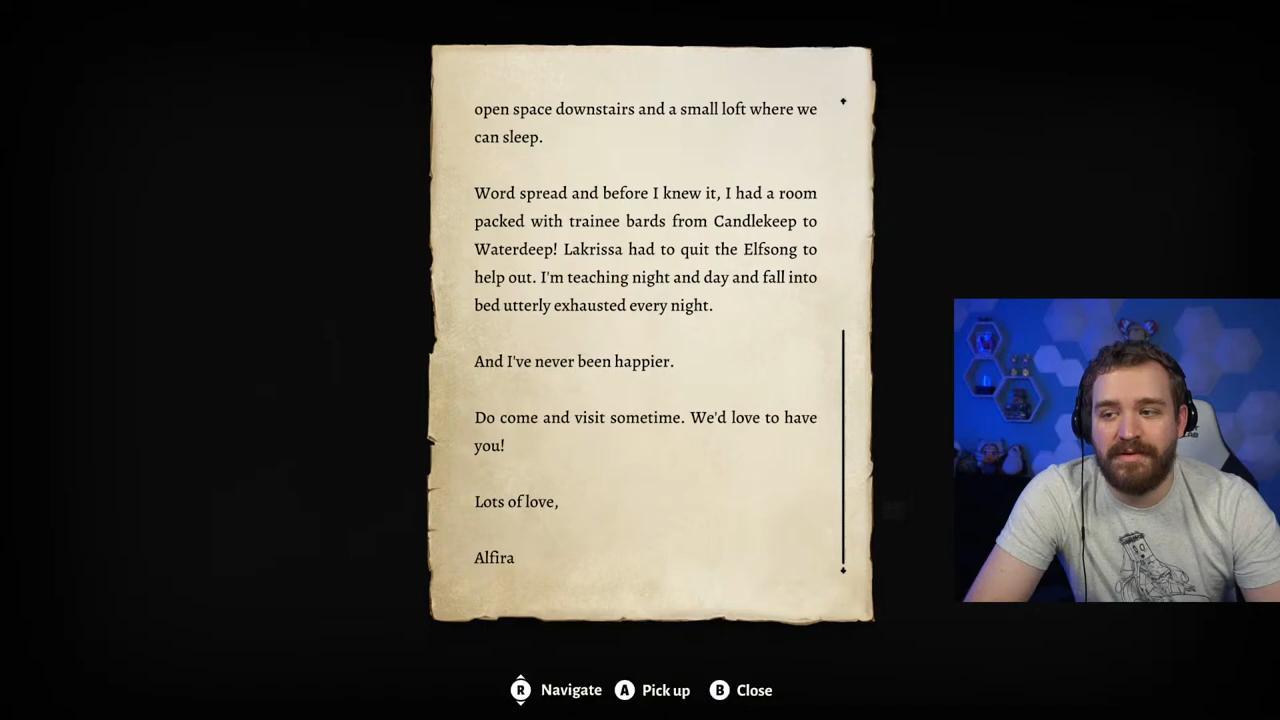 open space downstairs and a small loft where we
can sleep.
Word spread and before I knew it, I had a room
packed with trainee bards from Candlekeep to
Waterdeep! Lakrissa had to quit the Elfsong to
help out. I'm teaching night and day and fall into
bed utterly exhausted every night.
And I've never been happier.
Do come and visit sometime. We'd love to have
you!
Lots of love,
Alfira
R Navigate A Pick up B Close